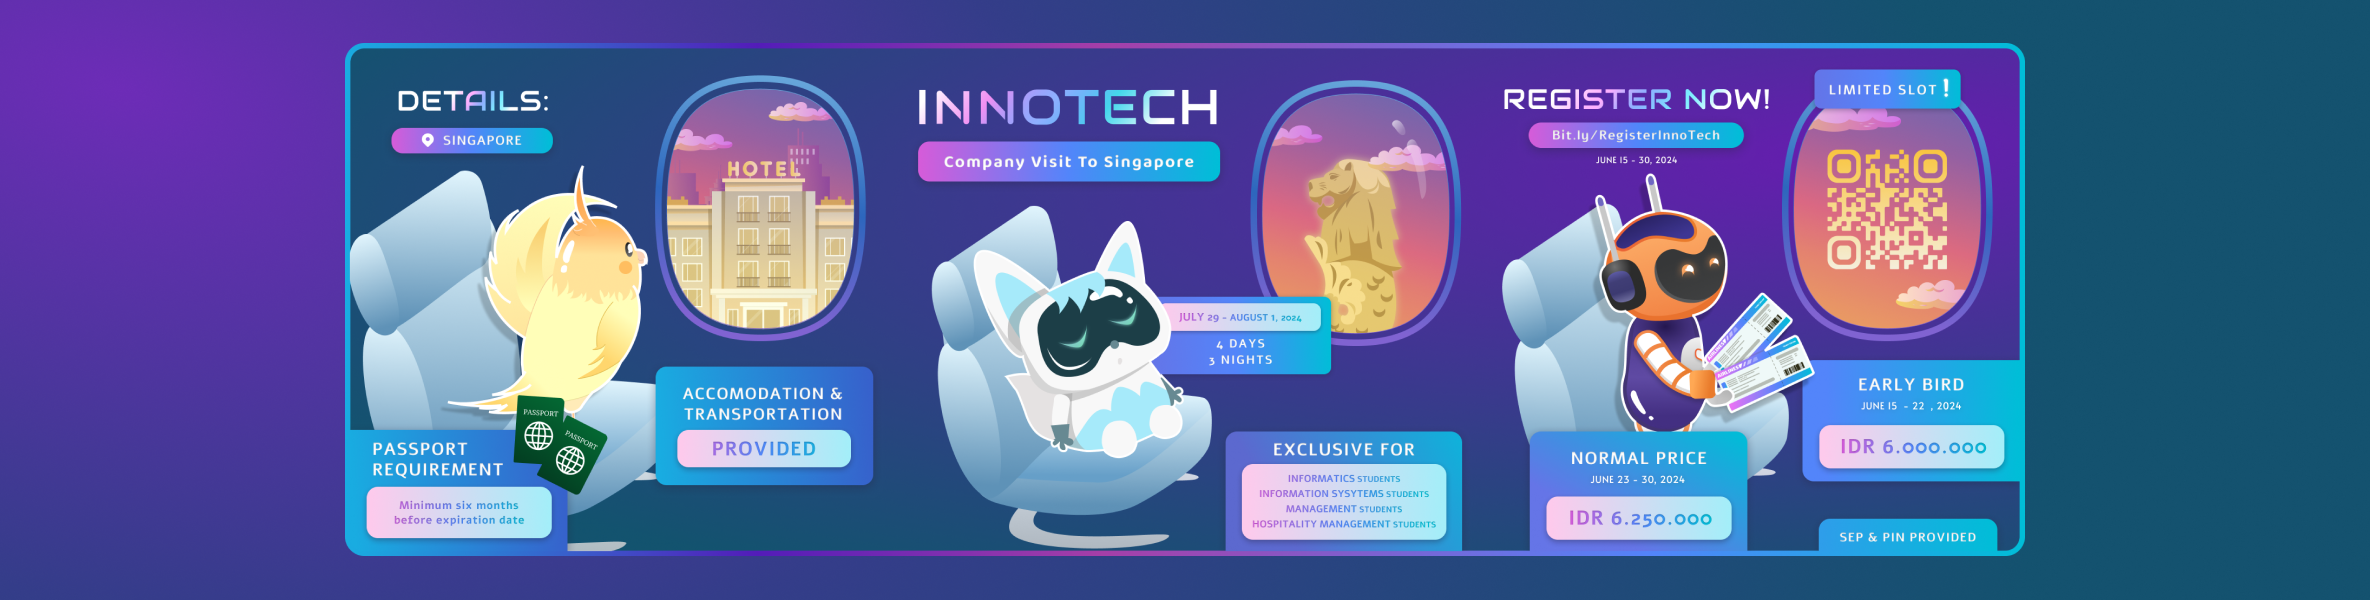 DETAILS:
SINGAPORE
HOTEL
PASSPORT
PASSPORT
PASSPORT
REQUIREMENT
Minimum six months
before expiration date
ACCOMODATION &
TRANSPORTATION
PROVIDED
INNOTECH
Company Visit To Singapore
JULY 29 - AUGUST 1, 2024
4 DAYS
3 NIGHTS
EXCLUSIVE FOR
INFORMATICS STUDENTS
INFORMATION SYSYTEMS STUDENTS
MANAGEMENT STUDENTS
HOSPITALITY MANAGEMENT STUDENTS
REGISTER NOW!
Bit.ly/RegisterInnoTech
JUNE 15 - 30, 2024
LIMITED SLOT !
NORMAL PRICE
JUNE 23 - 30, 2024
IDR 6.250.000
EARLY BIRD
JUNE 15 - 22 , 2024
IDR 6.000.000
SEP & PIN PROVIDED